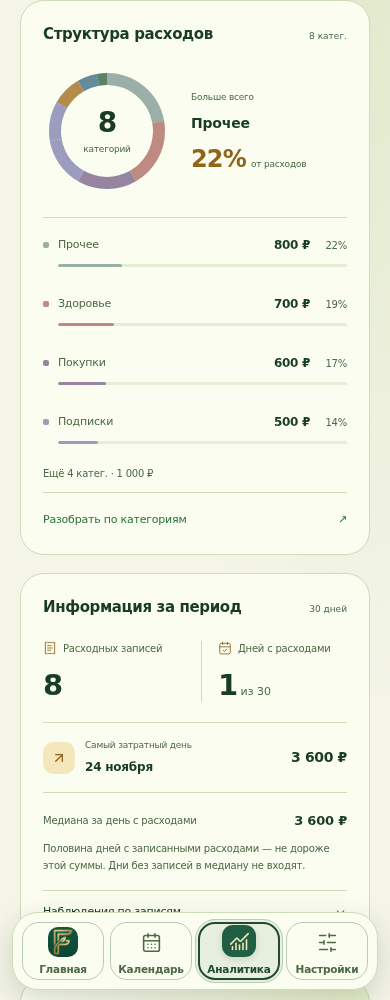 Структура расходов
8 катег.
8
категорий
Больше всего
Прочее
22% от расходов
Прочее 800 ₽ 22%
Здоровье 700 ₽ 19%
Покупки 600 ₽ 17%
Подписки 500 ₽ 14%
Ещё 4 катег. · 1 000 ₽
Разобрать по категориям ↗
Информация за период
30 дней
Расходных записей
8
Дней с расходами
1 из 30
Самый затратный день
24 ноября
3 600 ₽
Медиана за день с расходами 3 600 ₽
Половина дней с записанными расходами — не дороже
этой суммы. Дни без записей в медиану не входят.
Наблюдения по записям
Главная
Календарь
Аналитика
Настройки